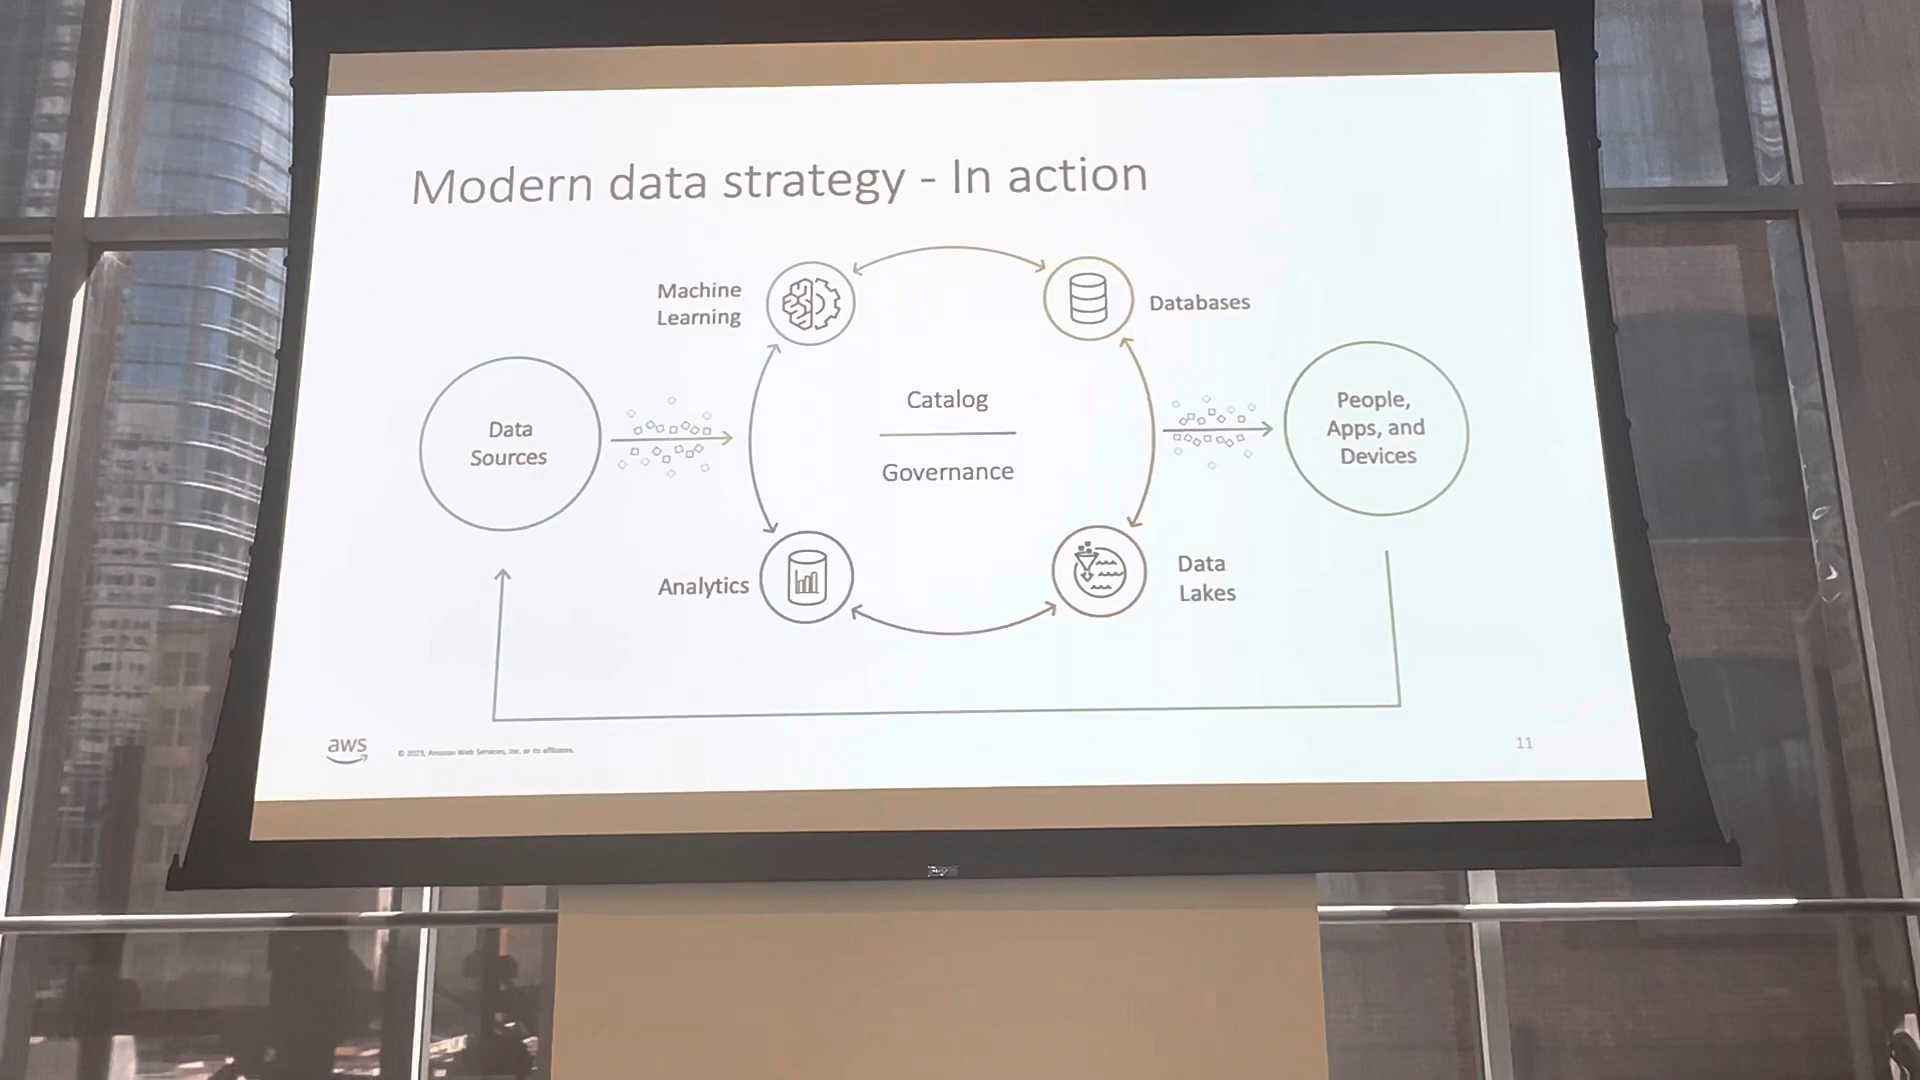 Modern data strategy - In action
Machine
Learning
Databases
Data
Sources
Catalog
Governance
People,
Apps, and
Devices
Analytics
Data
Lakes
aws
© 2023, Amazon Web Services, Inc. or its affiliates.
11